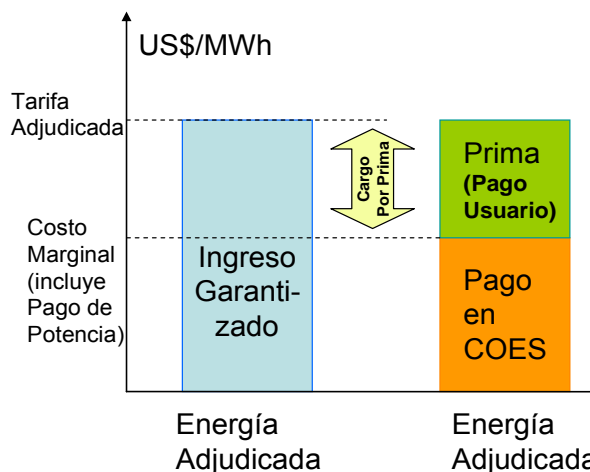 US$/MWh
Tarifa
Adjudicada
Costo
Marginal
(incluye
Pago de
Potencia)
Ingreso
Garanti-
zado
Cargo
Por Prima
Prima
(Pago
Usuario)
Pago
en
COES
Energía
Adjudicada
Energía
Adjudicada